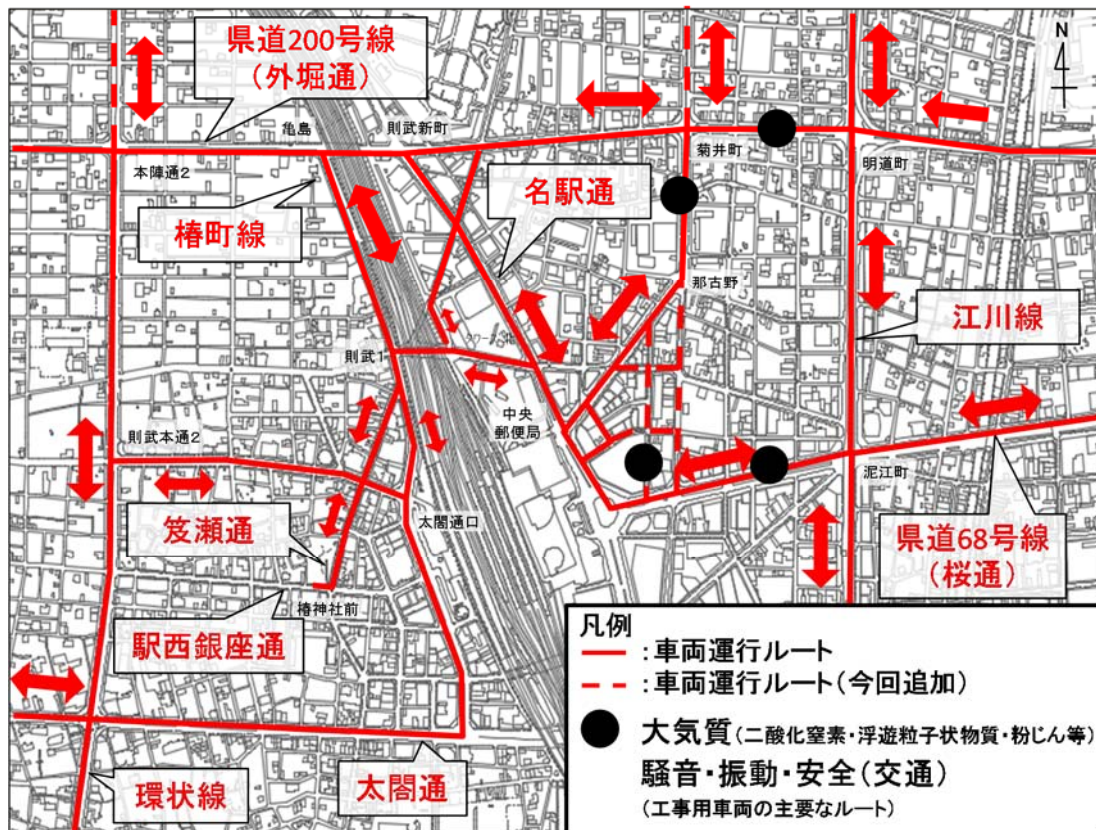 県道200号線
(外堀通)
N
亀島
則武新町
本陣通2
菊井町
明道町
名駅通
椿町線
那古野
江川線
則武1
中央
郵便局
則武本通2
泥江町
太閤通口
笈瀬通
県道68号線
(桜通)
椿神社前
駅西銀座通
凡例
:車両運行ルート
:車両運行ルート(今回追加)
大気質(二酸化窒素・浮遊粒子状物質・粉じん等)
騒音・振動・安全(交通)
(工事用車両の主要なルート)
太閤通
環状線